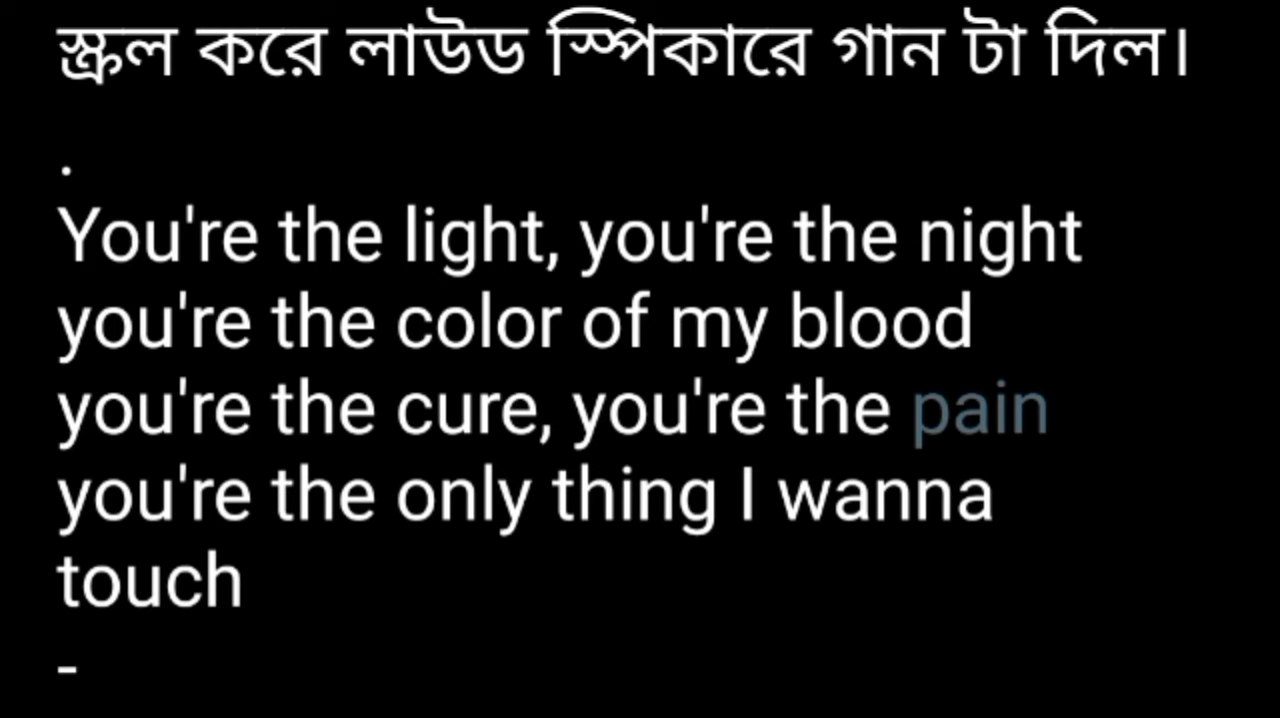 স্ক্রল করে লাউড স্পিকারে গান টা দিল।
.
You're the light, you're the night
you're the color of my blood
you're the cure, you're the pain
you're the only thing I wanna
touch
-